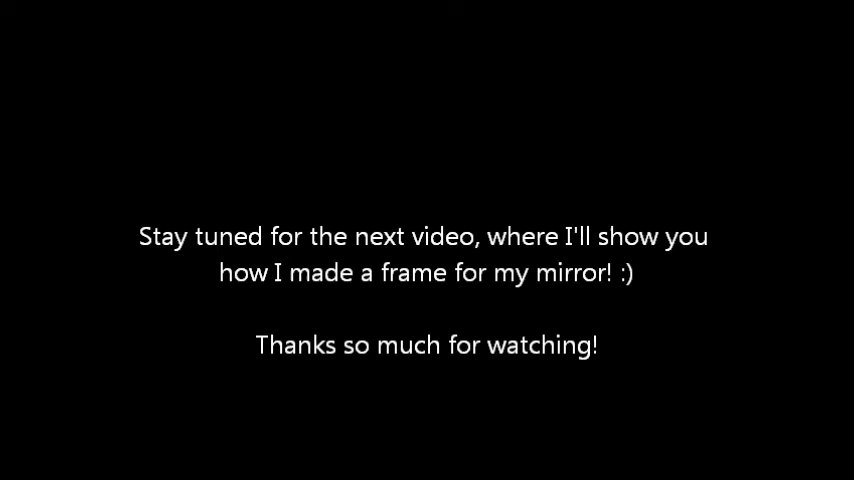 Stay tuned for the next video, where I'll show you
how I made a frame for my mirror! :)
Thanks so much for watching!